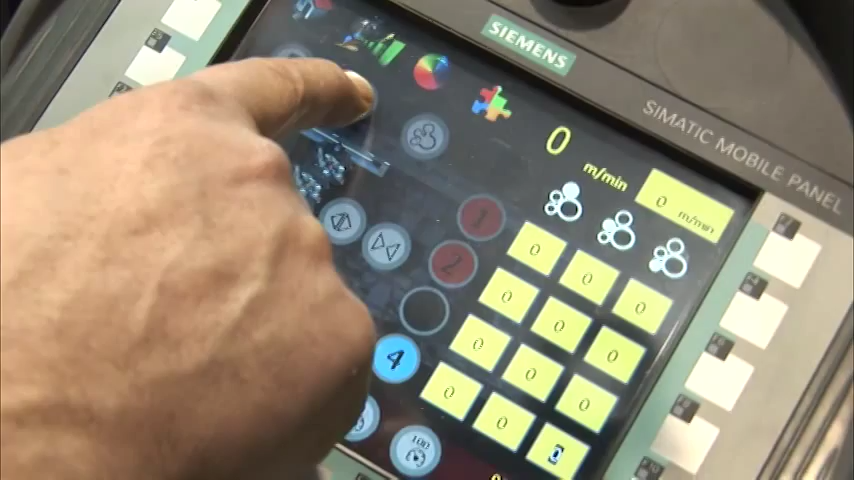 SIEMENS
SIMATIC MOBILE PANEL
0
m/min
0 m/min
1
2
4
0 0 0
0 0 0
0 0 0
0 0 0
100